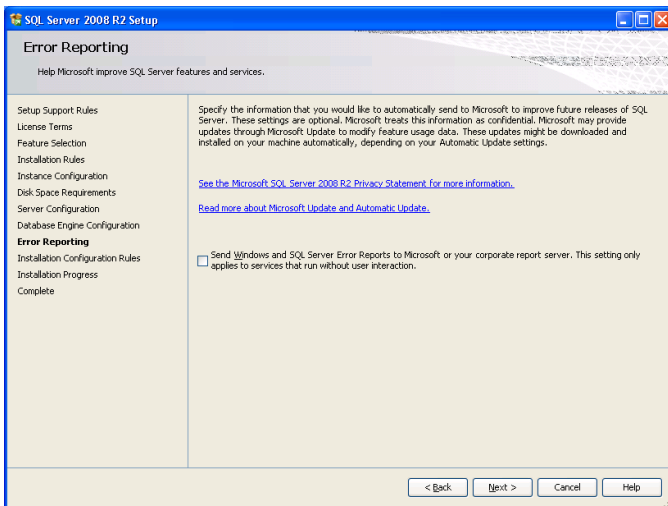 SQL Server 2008 R2 Setup
Error Reporting
Help Microsoft improve SQL Server features and services.
Setup Support Rules
License Terms
Feature Selection
Installation Rules
Instance Configuration
Disk Space Requirements
Server Configuration
Database Engine Configuration
Error Reporting
Installation Configuration Rules
Installation Progress
Complete
Specify the information that you would like to automatically send to Microsoft to improve future releases of SQL
Server. These settings are optional. Microsoft treats this information as confidential. Microsoft may provide
updates through Microsoft Update to modify feature usage data. These updates might be downloaded and
installed on your machine automatically, depending on your Automatic Update settings.
See the Microsoft SQL Server 2008 R2 Privacy Statement for more information.
Read more about Microsoft Update and Automatic Update.
Send Windows and SQL Server Error Reports to Microsoft or your corporate report server. This setting only
applies to services that run without user interaction.
< Back
Next >
Cancel
Help